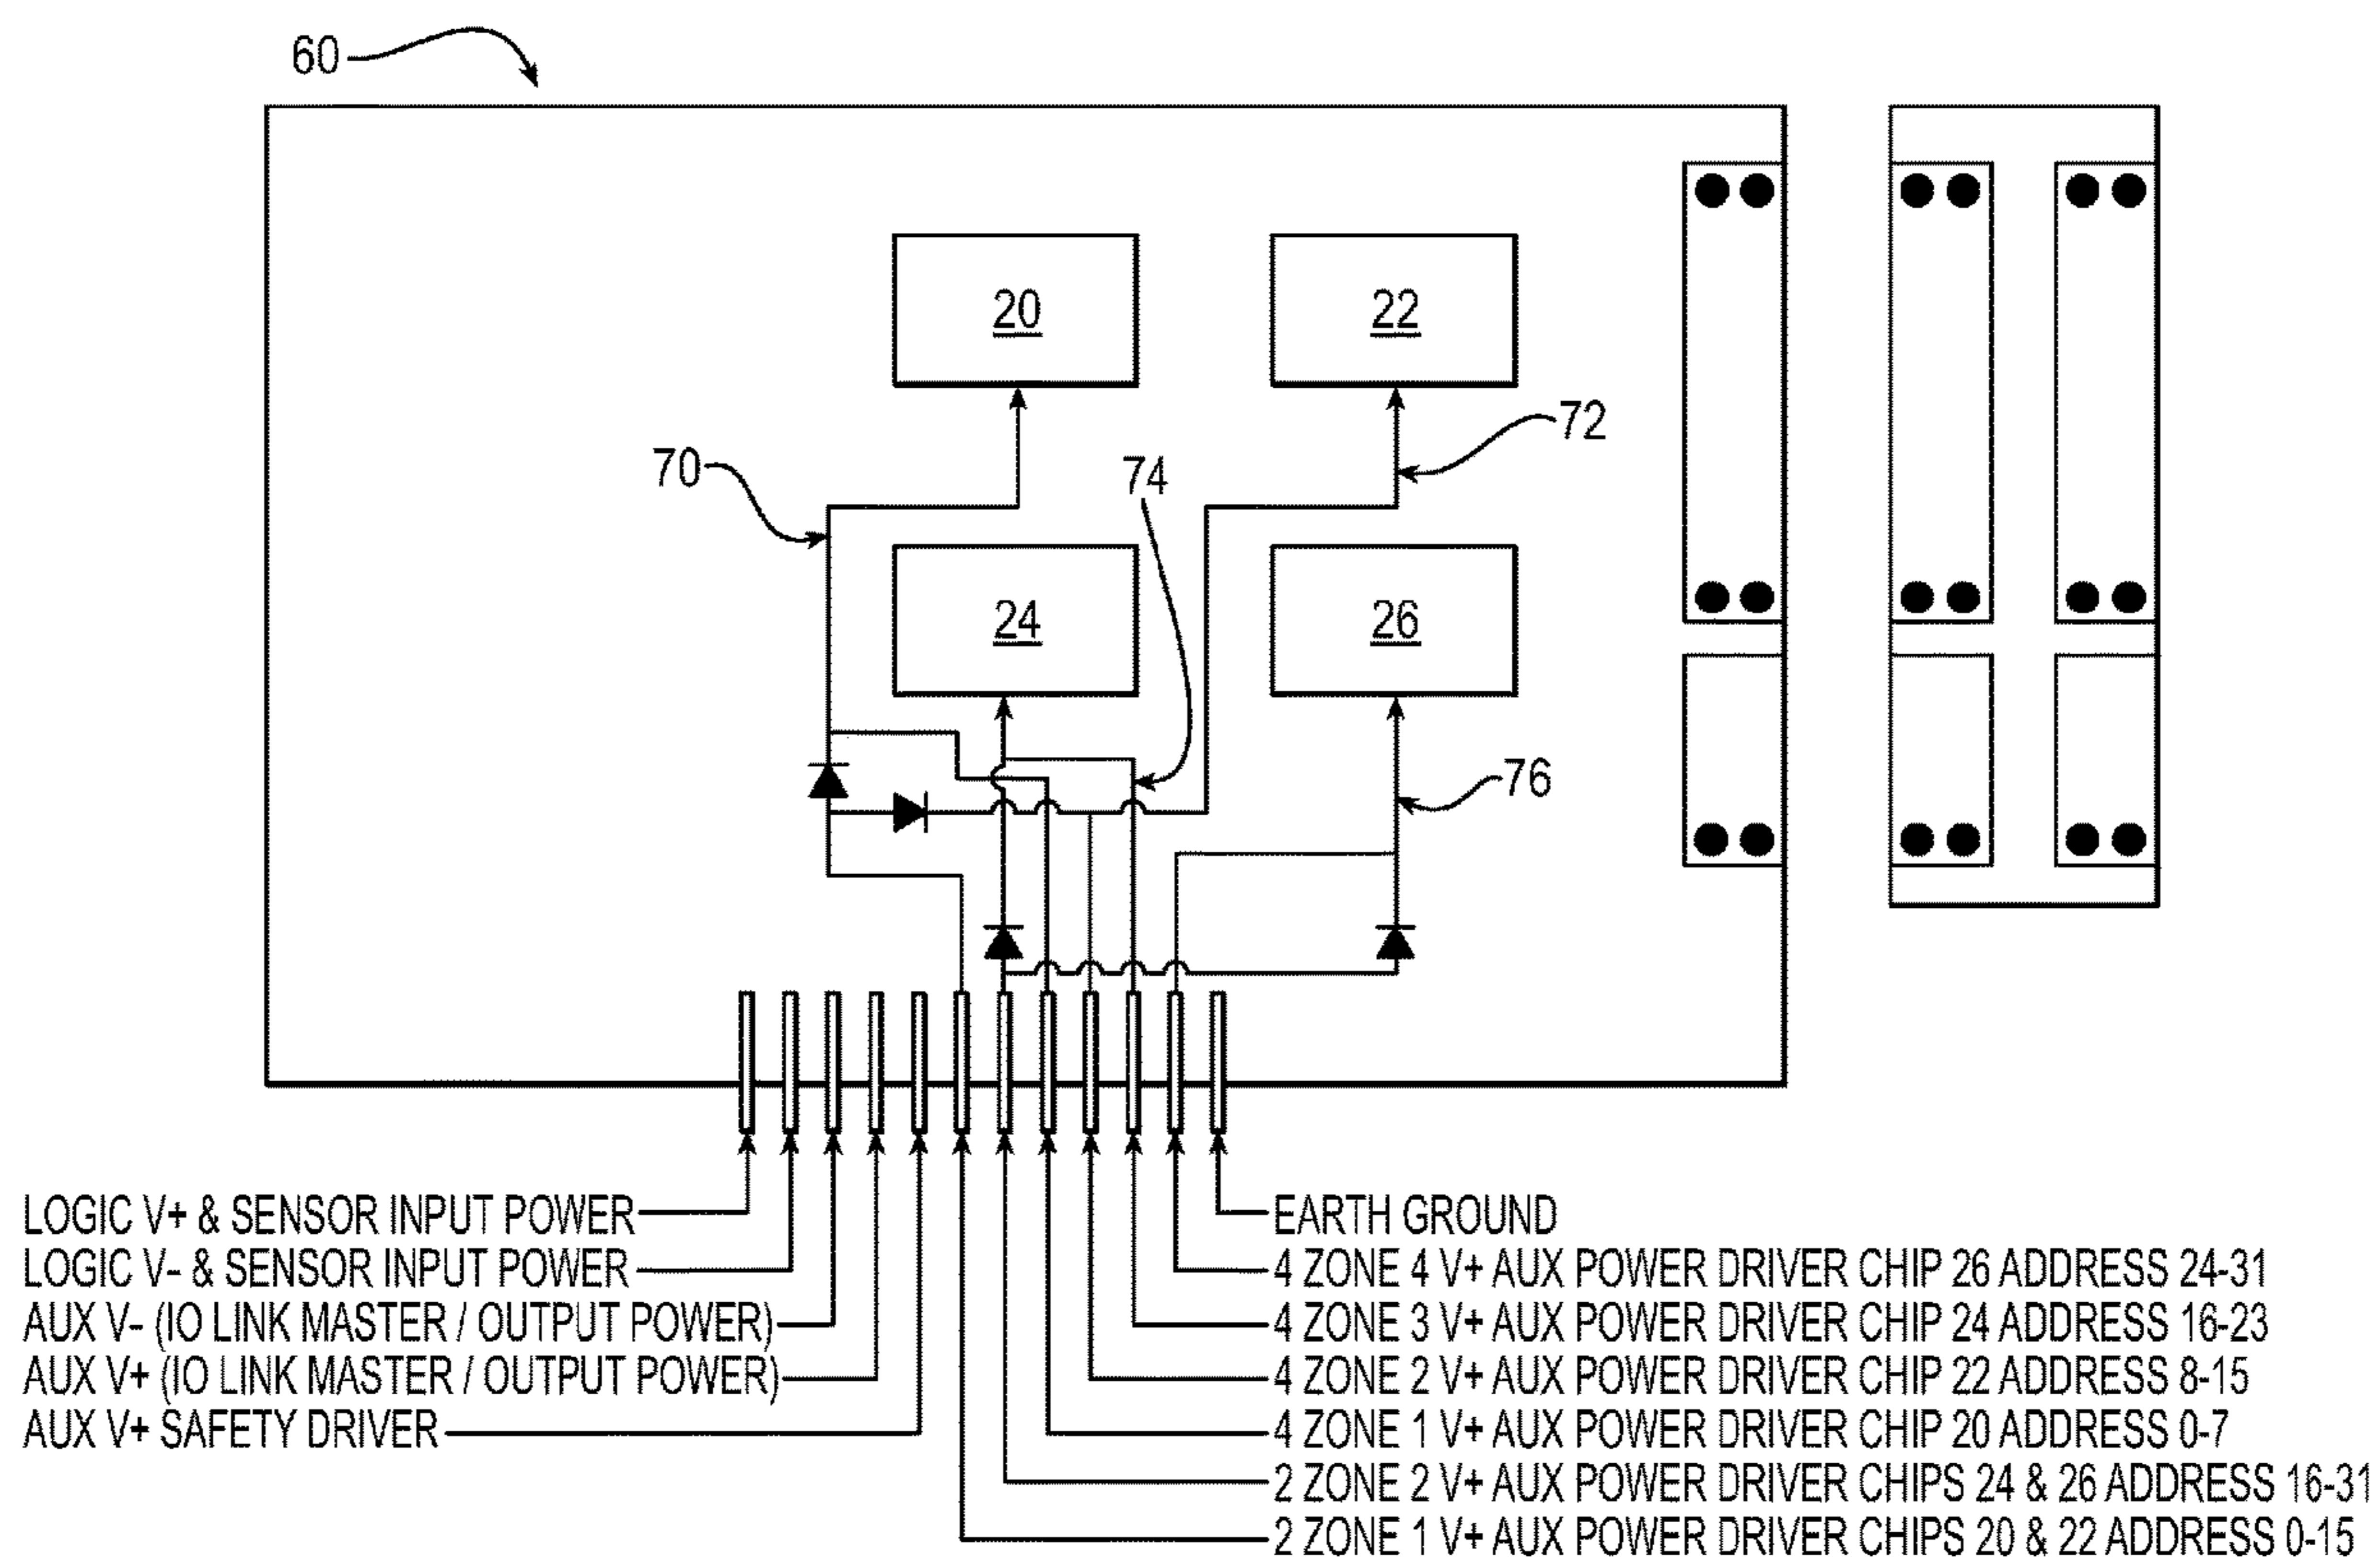 60
20
22
72
70
74
24
26
76
LOGIC V+ & SENSOR INPUT POWER
LOGIC V– & SENSOR INPUT POWER
AUX V– (IO LINK MASTER / OUTPUT POWER)
AUX V+ (IO LINK MASTER / OUTPUT POWER)
AUX V+ SAFETY DRIVER
EARTH GROUND
4 ZONE 4 V+ AUX POWER DRIVER CHIP 26 ADDRESS 24-31
4 ZONE 3 V+ AUX POWER DRIVER CHIP 24 ADDRESS 16-23
4 ZONE 2 V+ AUX POWER DRIVER CHIP 22 ADDRESS 8-15
4 ZONE 1 V+ AUX POWER DRIVER CHIP 20 ADDRESS 0-7
2 ZONE 2 V+ AUX POWER DRIVER CHIPS 24 & 26 ADDRESS 16-31
2 ZONE 1 V+ AUX POWER DRIVER CHIPS 20 & 22 ADDRESS 0-15